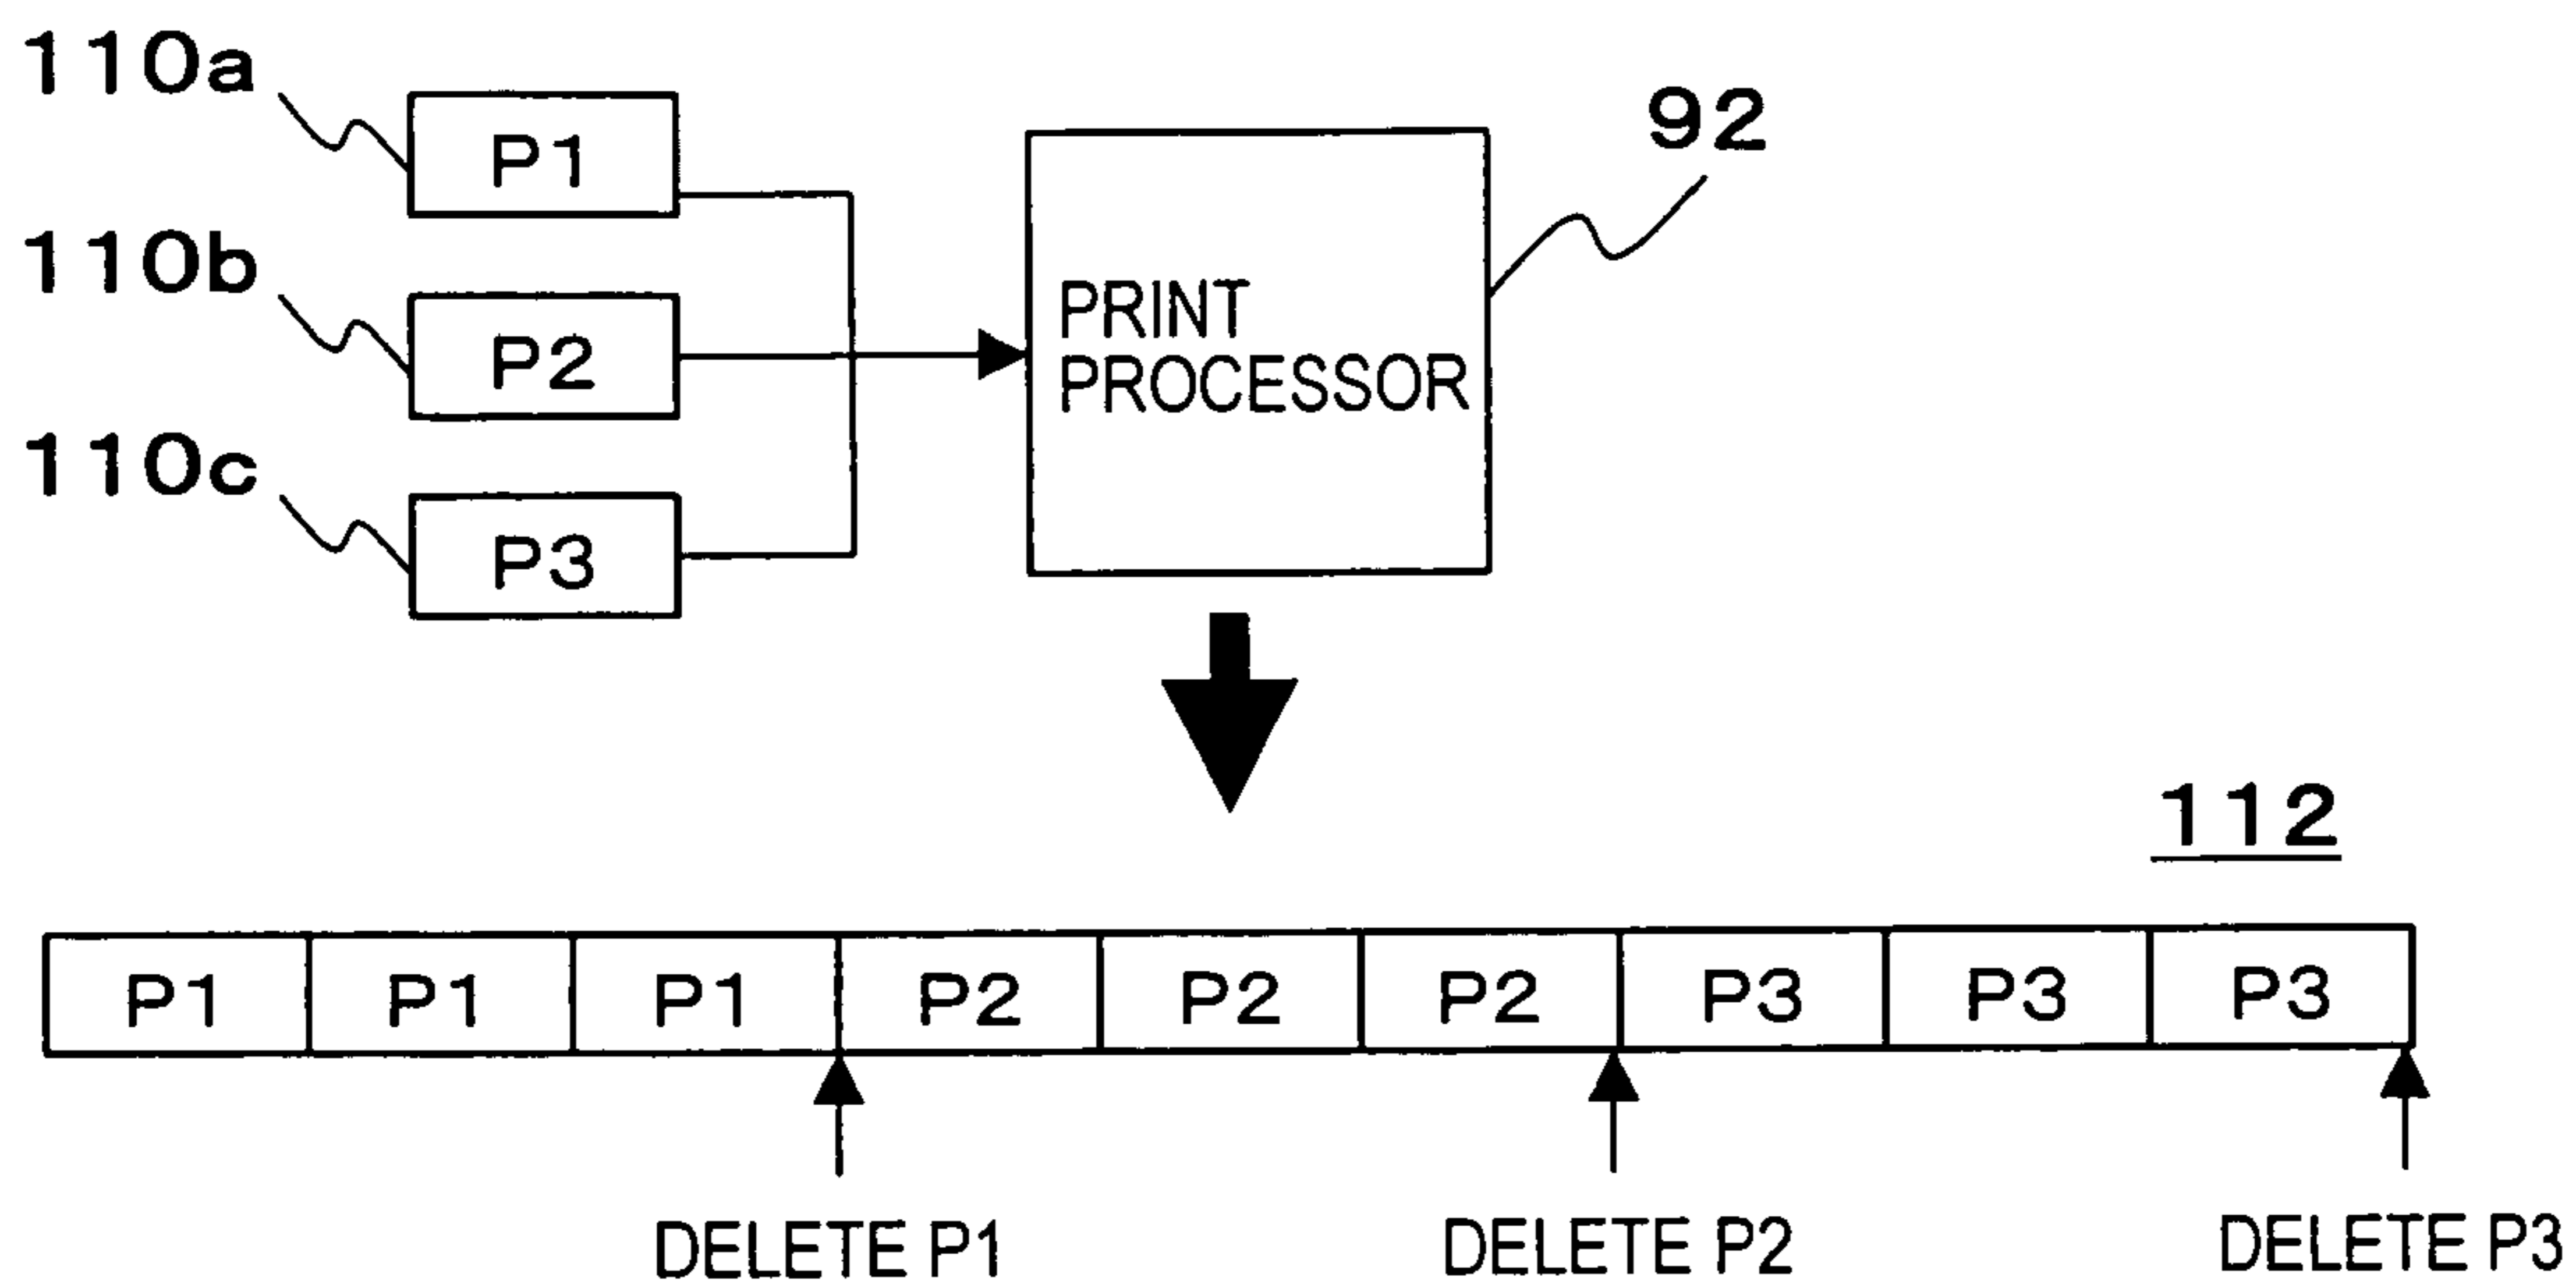 110a
P1
92
110b
P2
PRINT
PROCESSOR
110c
P3
112
P1 P1 P1 P2 P2 P2 P3 P3 P3
DELETE P1 DELETE P2 DELETE P3